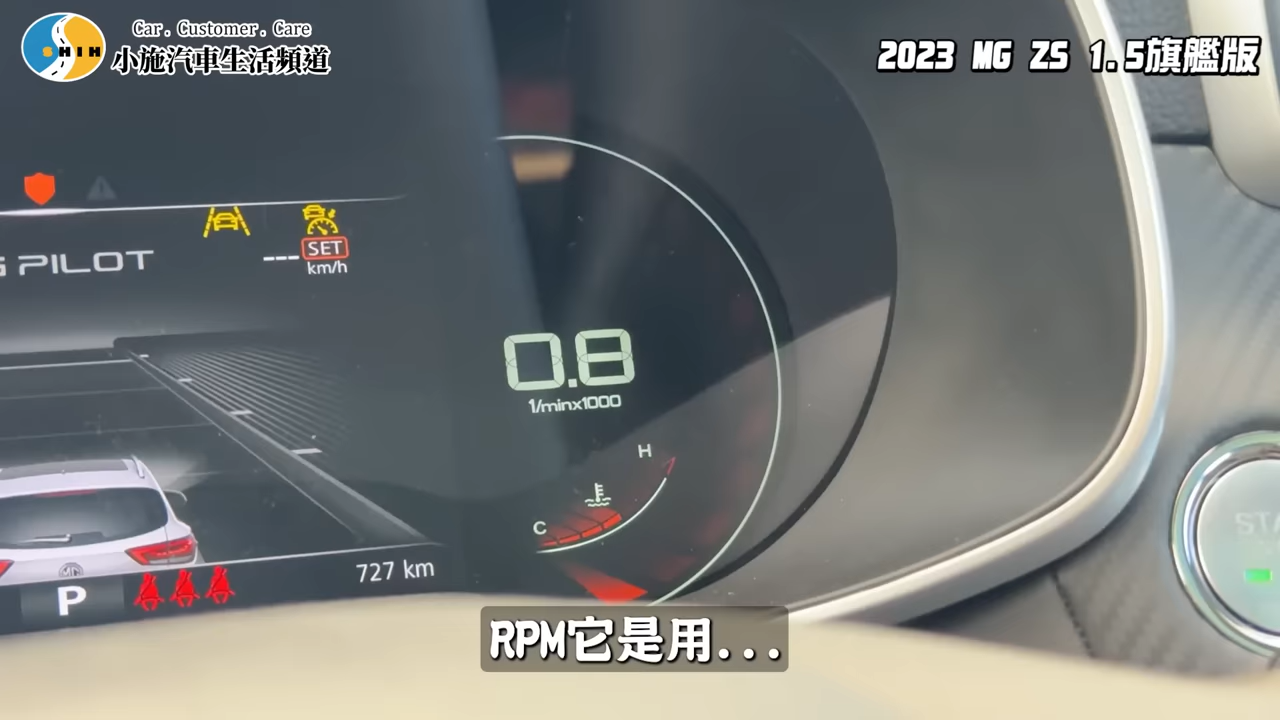 Car. Customer. Care
SHIH
小施汽車生活頻道
2023 MG ZS 1.5旗艦版
PILOT
---
SET
km/h
0.8
1/minx1000
H
C
P
727 km
RPM它是用...